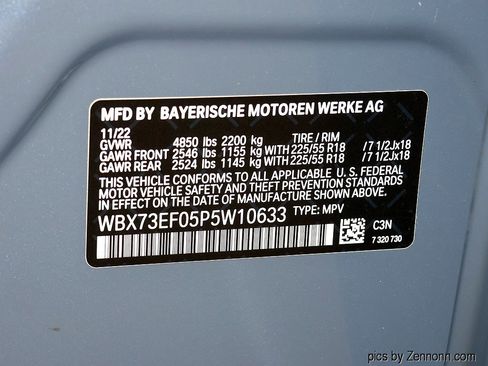 MFD BY BAYERISCHE MOTOREN WERKE AG
11/22
GVWR 4850 lbs 2200 kg TIRE / RIM
GAWR FRONT 2546 lbs 1155 kg WITH 225/55 R18 /7 1/2Jx18
GAWR REAR 2524 lbs 1145 kg WITH 225/55 R18 /7 1/2Jx18
THIS VEHICLE CONFORMS TO ALL APPLICABLE U. S. FEDERAL
MOTOR VEHICLE SAFETY AND THEFT PREVENTION STANDARDS
IN EFFECT ON THE DATE OF MANUFACTURE SHOWN ABOVE.
WBX73EF05P5W10633 TYPE: MPV
C3N
7 320 730
pics by Zennonn.com